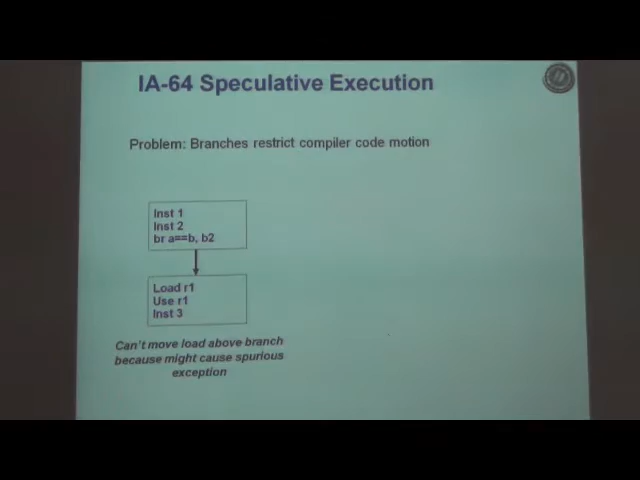 IA-64 Speculative Execution
Problem: Branches restrict compiler code motion
Inst 1
Inst 2
br a==b, b2
Load r1
Use r1
Inst 3
Can't move load above branch
because might cause spurious
exception